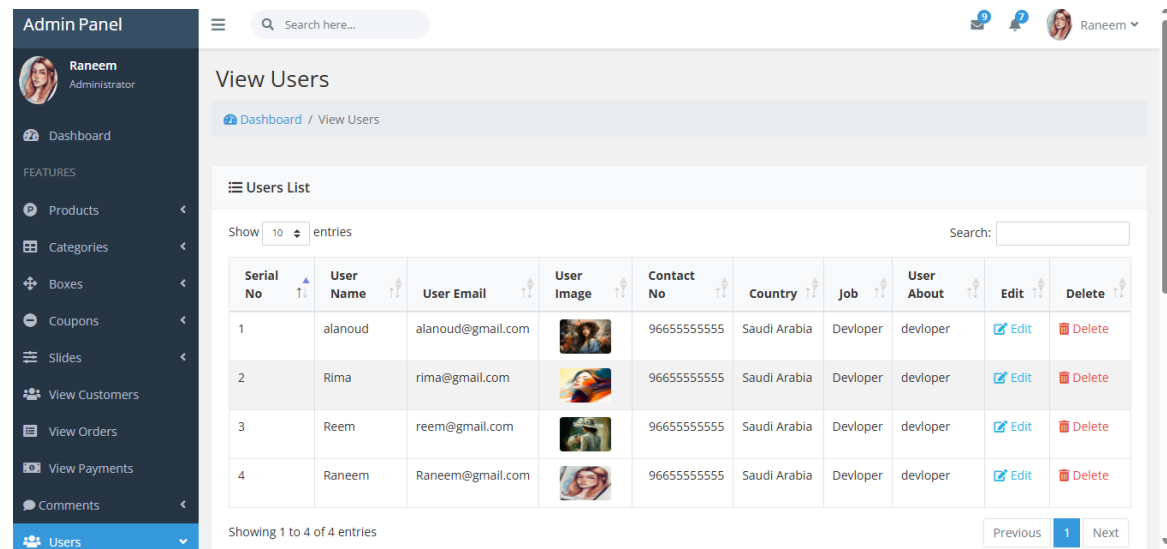 Admin Panel
Search here...
9
7
Raneem
Raneem
Administrator
Dashboard
FEATURES
Products
Categories
Boxes
Coupons
Slides
View Customers
View Orders
View Payments
Comments
Users
View Users
Dashboard / View Users
Users List
Show 10 entries
Search:
Serial No User Name User Email User Image Contact No Country Job User About Edit Delete
1 alanoud alanoud@gmail.com 96655555555 Saudi Arabia Devloper devloper Edit Delete
2 Rima rima@gmail.com 96655555555 Saudi Arabia Devloper devloper Edit Delete
3 Reem reem@gmail.com 96655555555 Saudi Arabia Devloper devloper Edit Delete
4 Raneem Raneem@gmail.com 96655555555 Saudi Arabia Devloper devloper Edit Delete
Showing 1 to 4 of 4 entries
Previous 1 Next